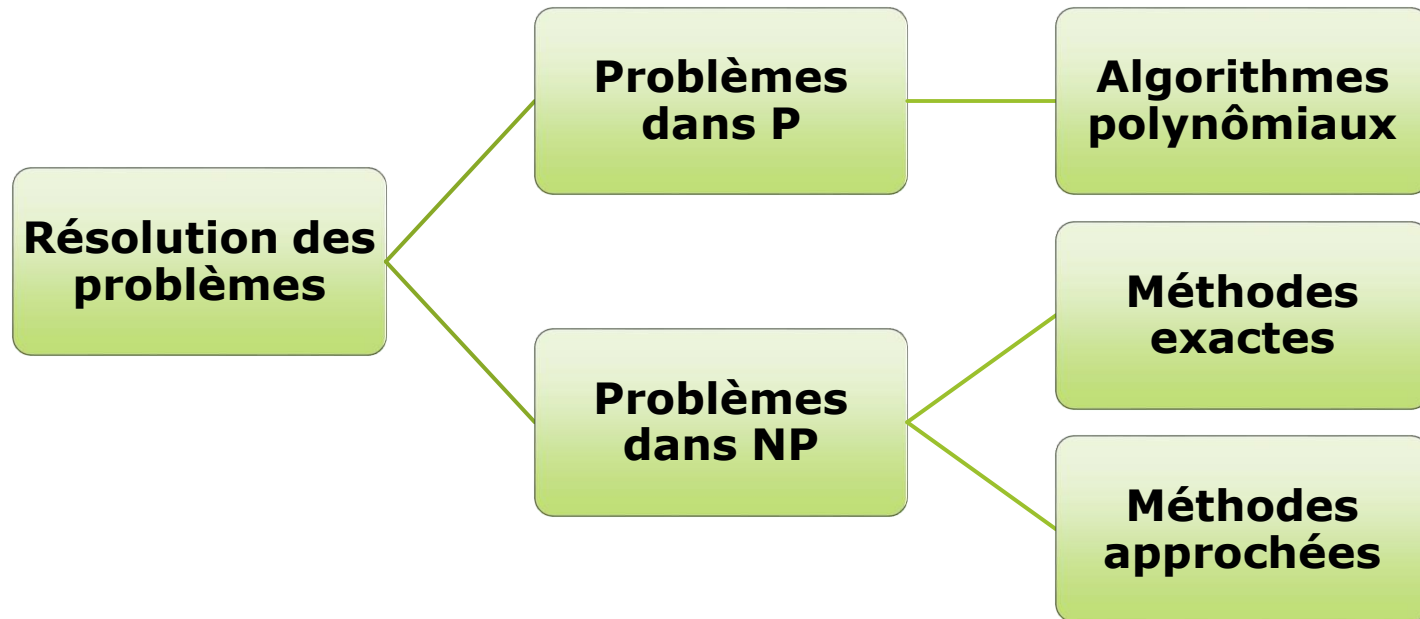 Résolution des
problèmes
Problèmes
dans P
Algorithmes
polynômiaux
Problèmes
dans NP
Méthodes
exactes
Méthodes
approchées